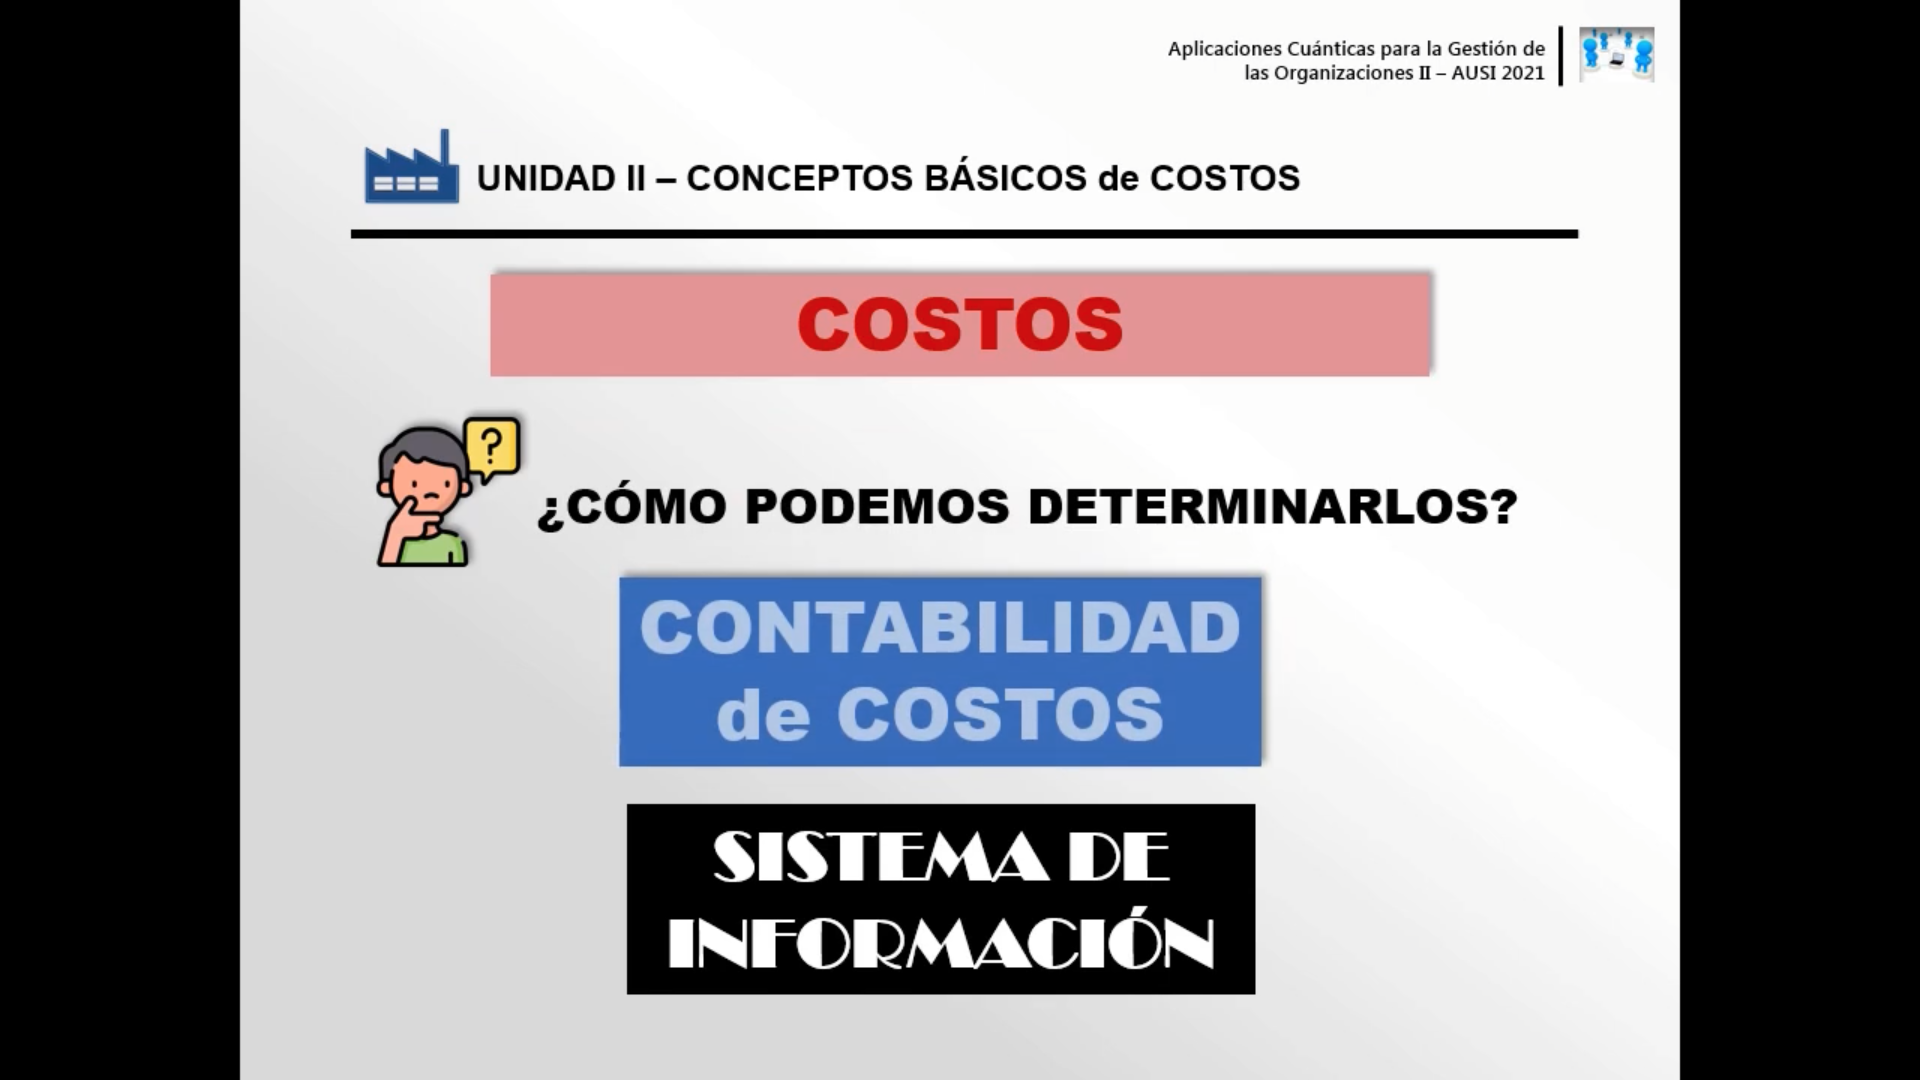 Aplicaciones Cuánticas para la Gestión de
las Organizaciones II – AUSI 2021
UNIDAD II – CONCEPTOS BÁSICOS de COSTOS
COSTOS
?
¿CÓMO PODEMOS DETERMINARLOS?
CONTABILIDAD
de COSTOS
SISTEMA DE
INFORMACIÓN